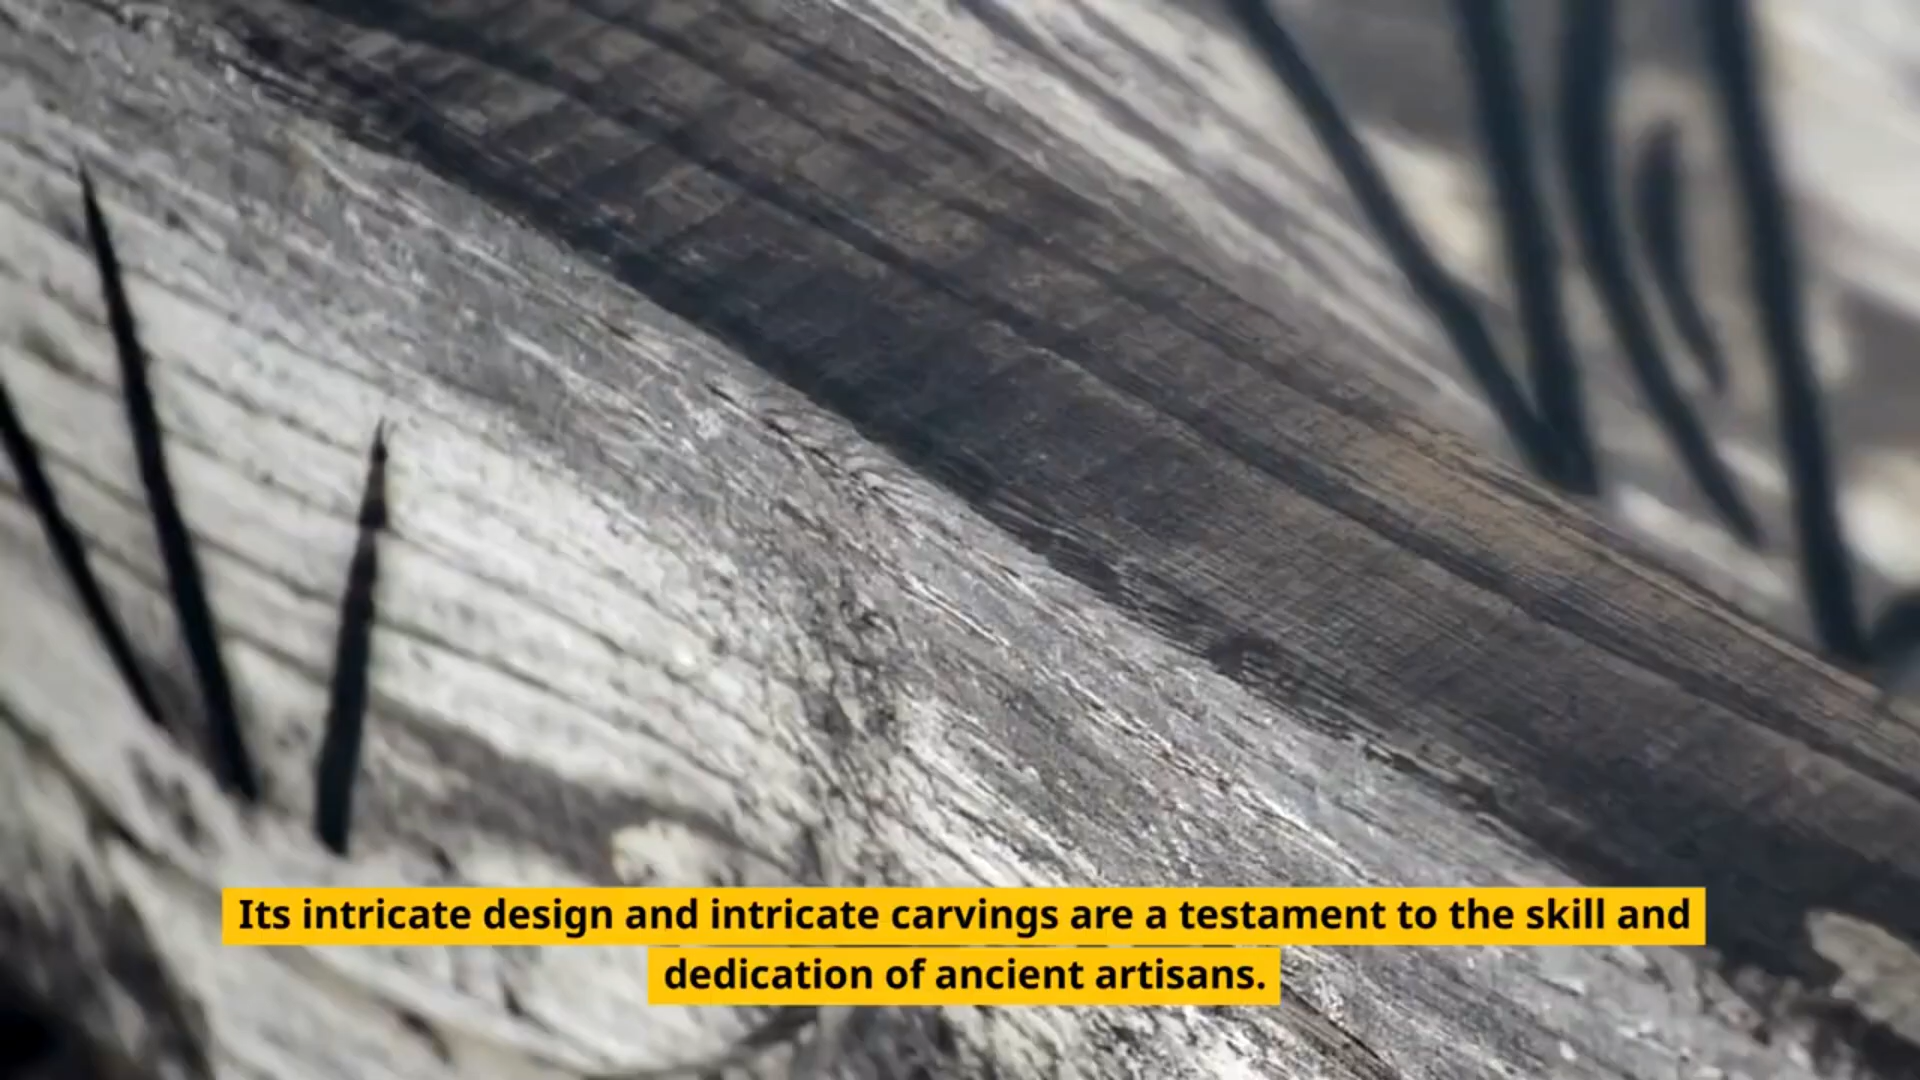 Its intricate design and intricate carvings are a testament to the skill and
dedication of ancient artisans.